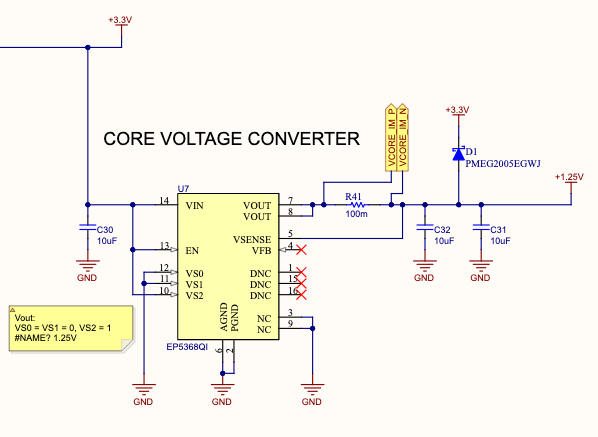 +3.3V
CORE VOLTAGE CONVERTER
VCORE_IM_P
VCORE_IM_N
+3.3V
D1
PMEG2005EGWJ
+1.25V
U7
R41
100m
14 VIN VOUT 7
VOUT 8
VSENSE 5
13 EN VFB 4
12 VS0 DNC 1
11 VS1 DNC 15
10 VS2 DNC 16
NC 3
NC 9
AGND
PGND
6
2
EP5368QI
C30
10uF
GND
C32
10uF
GND
C31
10uF
GND
Vout:
VS0 = VS1 = 0, VS2 = 1
#NAME? 1.25V
GND
GND
GND